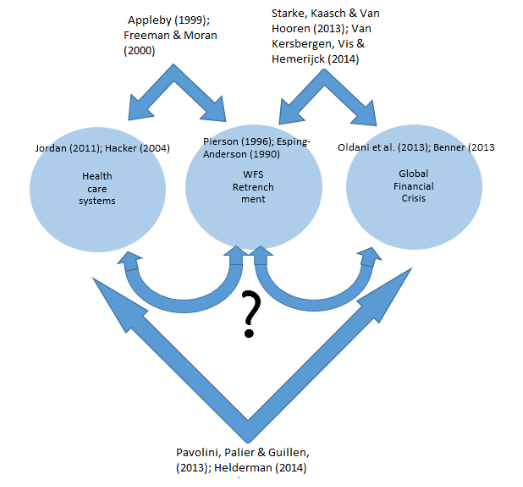 Appleby (1999);
Freeman & Moran
(2000)
Starke, Kaasch & Van
Hooren (2013); Van
Kersbergen, Vis &
Hemerijck (2014)
Jordan (2011); Hacker (2004)
Health
care
systems
Pierson (1996); Esping-
Anderson (1990)
WFS
Retrench
ment
Oldani et al. (2013); Benner (2013
Global
Financial
Crisis
?
Pavolini, Palier & Guillen,
(2013); Helderman (2014)